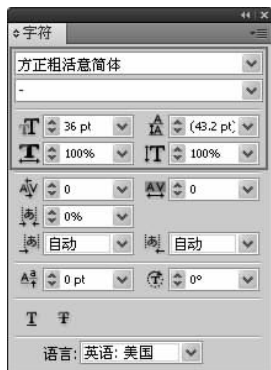 字符
方正粗活意简体
-
36 pt (43.2 pt)
100% 100%
0 0
0%
自动 自动
0 pt 0°
T T
语言: 英语: 美国